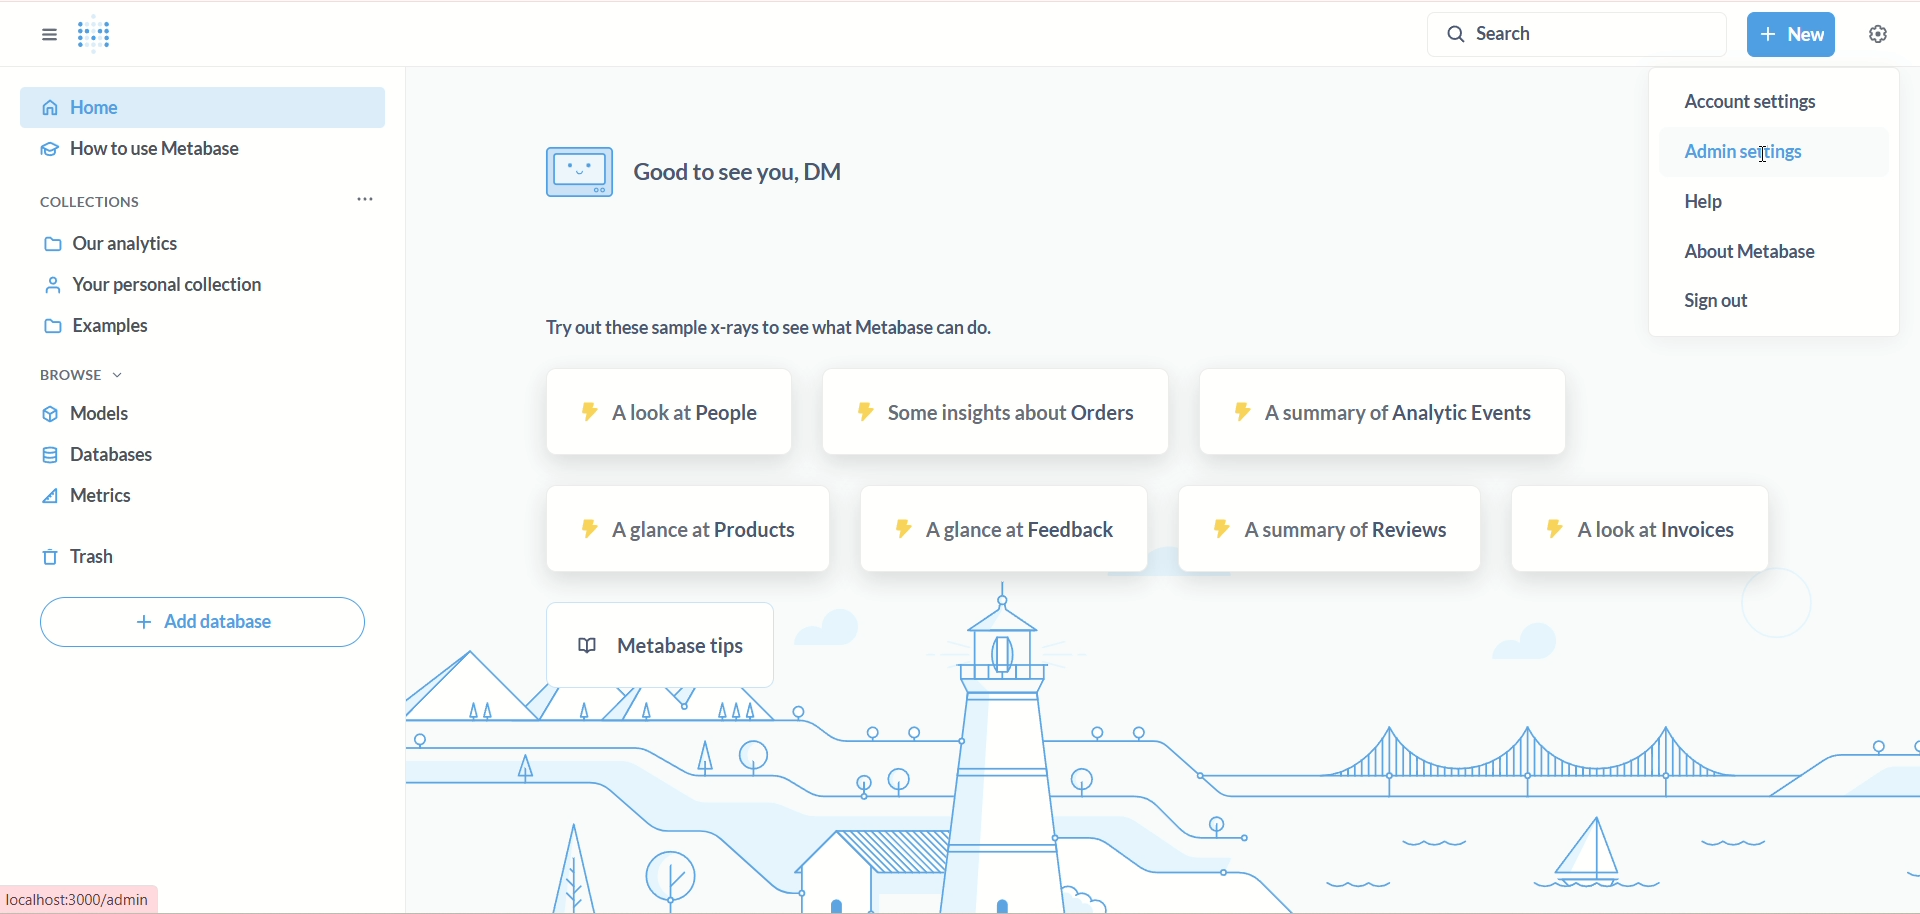 Search
+ New
Home
How to use Metabase
COLLECTIONS
Our analytics
Your personal collection
Examples
BROWSE
Models
Databases
Metrics
Trash
+ Add database
Good to see you, DM
Try out these sample x-rays to see what Metabase can do.
A look at People
Some insights about Orders
A summary of Analytic Events
A glance at Products
A glance at Feedback
A summary of Reviews
A look at Invoices
Metabase tips
Account settings
Admin settings
Help
About Metabase
Sign out
localhost:3000/admin